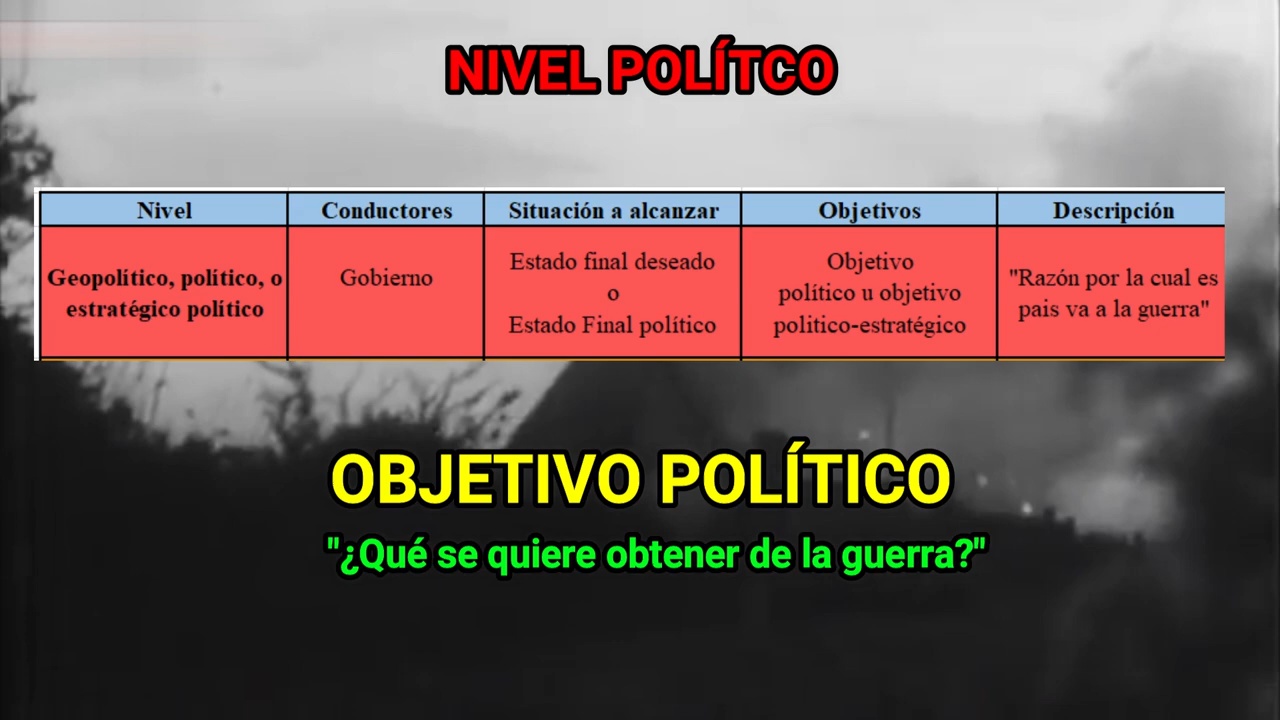 NIVEL POLÍTCO
Nivel Conductores Situación a alcanzar Objetivos Descripción
Geopolítico, político, o
estratégico político
Gobierno
Estado final deseado
o
Estado Final político
Objetivo
político u objetivo
politico-estratégico
"Razón por la cual es
pais va a la guerra"
OBJETIVO POLÍTICO
"¿Qué se quiere obtener de la guerra?"